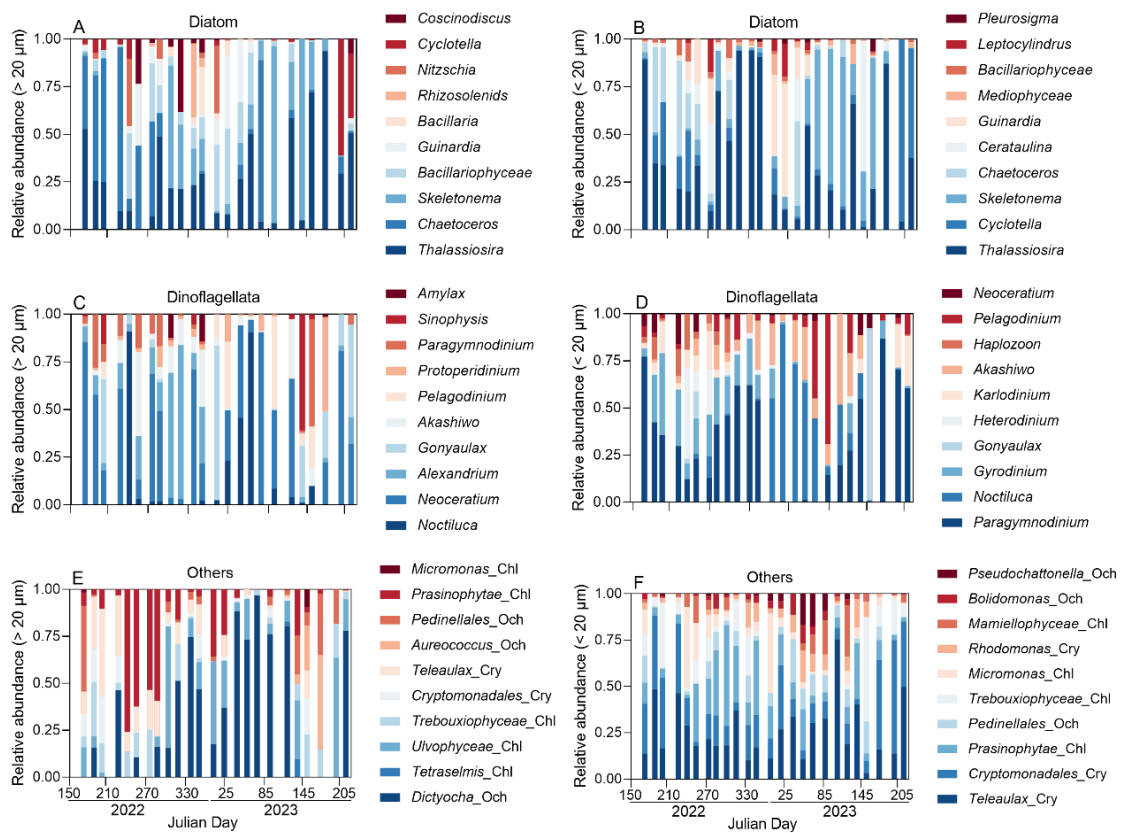 A
Diatom
Relative abundance (> 20 μm)
1.00
0.75
0.50
0.25
0.00
Coscinodiscus
Cyclotella
Nitzschia
Rhizosolenids
Bacillaria
Guinardia
Bacillariophyceae
Skeletonema
Chaetoceros
Thalassiosira
B
Diatom
Relative abundance (< 20 μm)
1.00
0.75
0.50
0.25
0.00
Pleurosigma
Leptocylindrus
Bacillariophyceae
Mediophyceae
Guinardia
Cerataulina
Chaetoceros
Skeletonema
Cyclotella
Thalassiosira
C
Dinoflagellata
Relative abundance (> 20 μm)
1.00
0.75
0.50
0.25
0.00
Amylax
Sinophysis
Paragymnodinium
Protoperidinium
Pelagodinium
Akashiwo
Gonyaulax
Alexandrium
Neoceratium
Noctiluca
D
Dinoflagellata
Relative abundance (< 20 μm)
1.00
0.75
0.50
0.25
0.00
Neoceratium
Pelagodinium
Haplozoon
Akashiwo
Karlodinium
Heterodinium
Gonyaulax
Gyrodinium
Noctiluca
Paragymnodinium
E
Others
Relative abundance (> 20 μm)
1.00
0.75
0.50
0.25
0.00
150 210 270 330 25 85 145 205
2022 2023
Julian Day
Micromonas_Chl
Prasinophytae_Chl
Pedinellales_Och
Aureococcus_Och
Teleaulax_Cry
Cryptomonadales_Cry
Trebouxiophyceae_Chl
Ulvophyceae_Chl
Tetraselmis_Chl
Dictyocha_Och
F
Others
Relative abundance (< 20 μm)
1.00
0.75
0.50
0.25
0.00
150 210 270 330 25 85 145 205
2022 2023
Julian Day
Pseudochattonella_Och
Bolidomonas_Och
Mamiellophyceae_Chl
Rhodomonas_Cry
Micromonas_Chl
Trebouxiophyceae_Chl
Pedinellales_Och
Prasinophytae_Chl
Cryptomonadales_Cry
Teleaulax_Cry